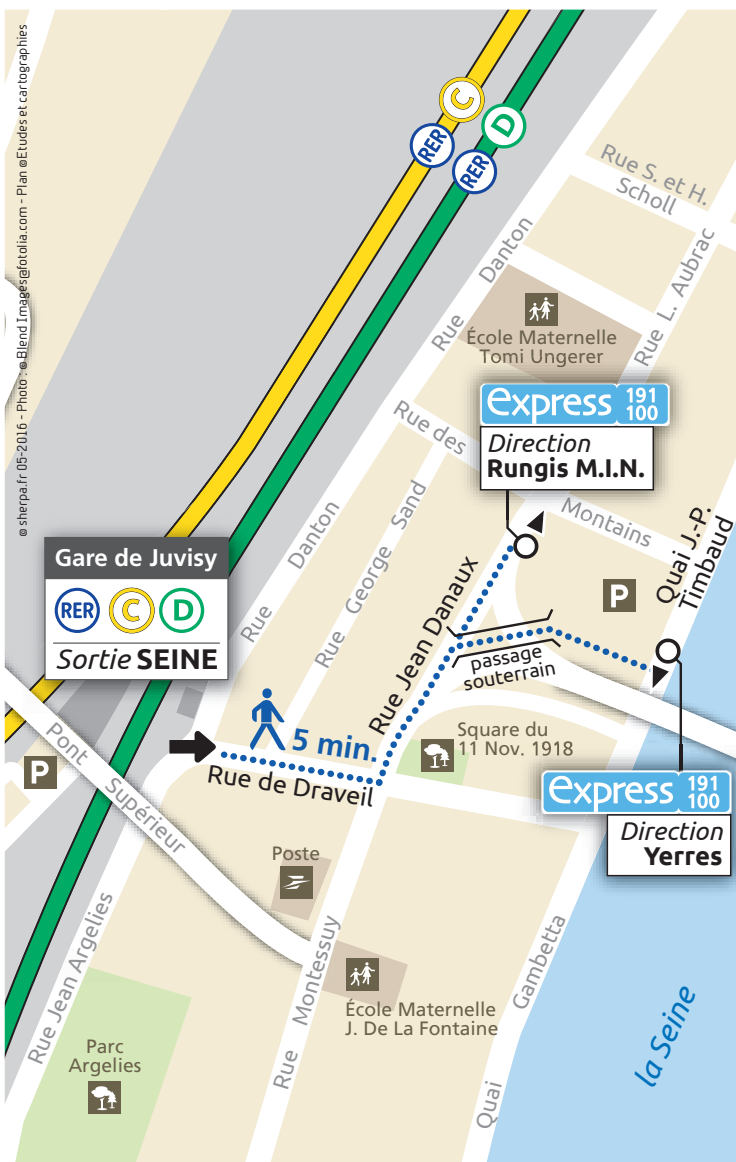 © sherpa.fr 05-2016 - Photo : © Blend Images@fotolia.com - Plan ©Etudes et cartographies
C
RER
D
RER
Rue S. et H.
Scholl
Rue Danton
Rue L. Aubrac
École Maternelle
Tomi Ungerer
express 191
100
Direction
Rungis M.I.N.
Rue des Montains
Rue George Sand
Rue Danton
Quai J.-P.
Timbaud
P
Gare de Juvisy
RER C D
Sortie SEINE
Rue Jean Danaux
passage
souterrain
5 min.
Rue de Draveil
Square du
11 Nov. 1918
P
Pont Supérieur
express 191
100
Direction
Yerres
Poste
Rue Jean Argelies
Rue Montessuy
École Maternelle
J. De La Fontaine
Quai Gambetta
la Seine
Parc
Argelies